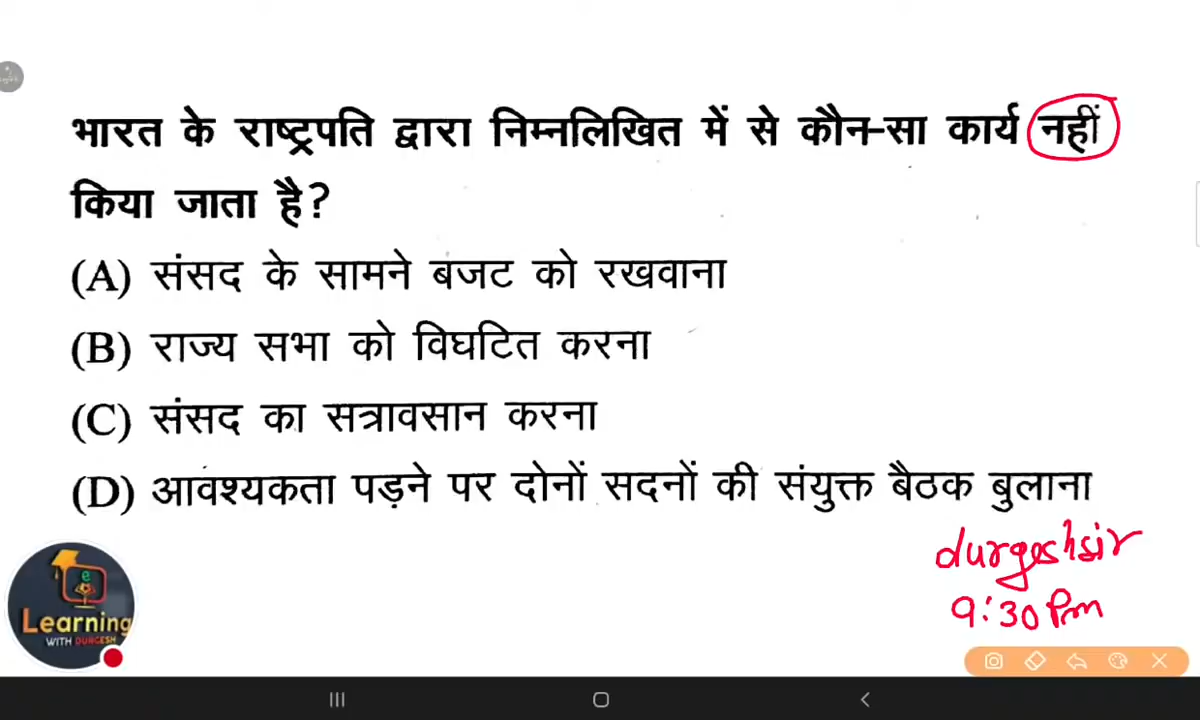 भारत के राष्ट्रपति द्वारा निम्नलिखित में से कौन-सा कार्य नहीं
किया जाता है?
(A) संसद के सामने बजट को रखवाना
(B) राज्य सभा को विघटित करना
(C) संसद का सत्रावसान करना
(D) आवश्यकता पड़ने पर दोनों सदनों की संयुक्त बैठक बुलाना
durgeshsir
9:30 Pm
e
Learning
WITH DURGESH